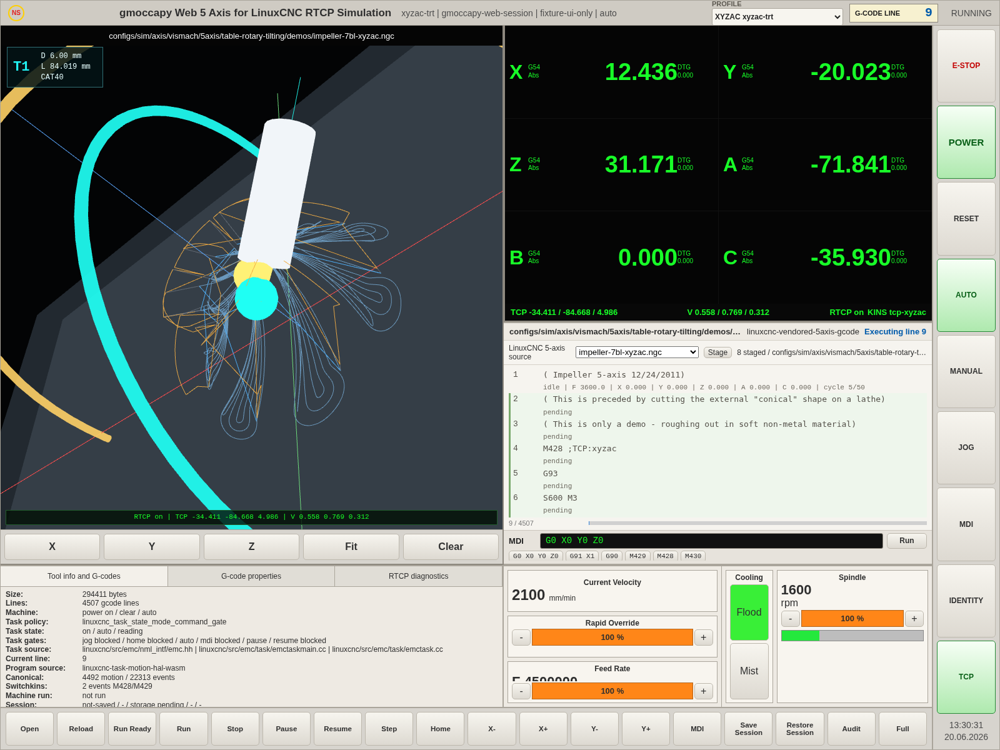 NS
gmoccapy Web 5 Axis for LinuxCNC RTCP Simulation
xyzac-trt | gmoccapy-web-session | fixture-ui-only | auto
PROFILE
XYZAC xyzac-trt
G-CODE LINE 9
RUNNING
configs/sim/axis/vismach/5axis/table-rotary-tilting/demos/impeller-7bl-xyzac.ngc
T1
D 6.00 mm
L 84.019 mm
CAT40
RTCP on | TCP -34.411 -84.668 4.986 | V 0.558 0.769 0.312
X
Y
Z
Fit
Clear
X G54 Abs 12.436 DTG 0.000
Y G54 Abs -20.023 DTG 0.000
Z G54 Abs 31.171 DTG 0.000
A G54 Abs -71.841 DTG 0.000
B G54 Abs 0.000 DTG 0.000
C G54 Abs -35.930 DTG 0.000
TCP -34.411 / -84.668 / 4.986
V 0.558 / 0.769 / 0.312
RTCP on KINS tcp-xyzac
configs/sim/axis/vismach/5axis/table-rotary-tilting/demos/…
linuxcnc-vendored-5axis-gcode
Executing line 9
LinuxCNC 5-axis
source
impeller-7bl-xyzac.ngc
Stage
8 staged / configs/sim/axis/vismach/5axis/table-rotary-t…
1 ( Impeller 5-axis 12/24/2011)
idle | F 3600.0 | X 0.000 | Y 0.000 | Z 0.000 | A 0.000 | C 0.000 | cycle 5/50
2 ( This is preceded by cutting the external "conical" shape on a lathe)
pending
3 ( This is only a demo - roughing out in soft non-metal material)
pending
4 M428 ;TCP:xyzac
pending
5 G93
pending
6 S600 M3
pending
9 / 4507
MDI
G0 X0 Y0 Z0
Run
G0 X0 Y0 Z0
G91 X1
G90
M429
M428
M430
Tool info and G-codes
G-code properties
RTCP diagnostics
Size: 294411 bytes
Lines: 4507 gcode lines
Machine: power on / clear / auto
Task policy: linuxcnc_task_state_mode_command_gate
Task state: on / auto / reading
Task gates: jog blocked / home blocked / auto / mdi blocked / pause / resume blocked
Task source: linuxcnc/src/emc/nml_intf/emc.hh | linuxcnc/src/emc/task/emctaskmain.cc | linuxcnc/src/emc/task/emctask.cc
Current line: 9
Program source: linuxcnc-task-motion-hal-wasm
Canonical: 4492 motion / 22313 events
Switchkins: 2 events M428/M429
Machine run: not run
Session: not-saved / - / storage pending / - / -
Current Velocity
2100 mm/min
Rapid Override
- 100 % +
Feed Rate
F 4500000
- 100 % +
Cooling
Flood
Mist
Spindle
1600
rpm
- 100 % +
E-STOP
POWER
RESET
AUTO
MANUAL
JOG
MDI
IDENTITY
TCP
13:30:31
20.06.2026
Open
Reload
Run Ready
Run
Stop
Pause
Resume
Step
Home
X-
X+
Y-
Y+
MDI
Save
Session
Restore
Session
Audit
Full